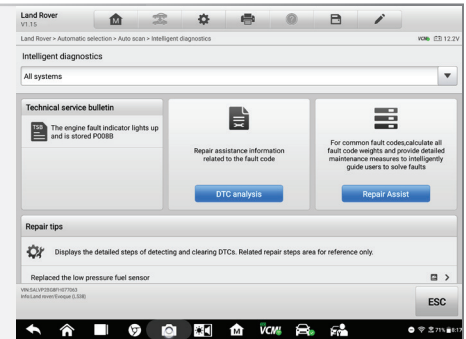 Land Rover
V1.15
Land Rover > Automatic selection > Auto scan > Intelligent diagnostics
VCMI 12.2V
Intelligent diagnostics
All systems
Technical service bulletin
TSB
The engine fault indicator lights up
and is stored P008B
Repair assistance information
related to the fault code
DTC analysis
For common fault codes,calculate all
fault code weights and provide detailed
maintenance measures to intelligently
guide users to solve faults
Repair Assist
Repair tips
Displays the detailed steps of detecting and clearing DTCs. Related repair steps area for reference only.
Replaced the low pressure fuel sensor
Info:Land rover/Evoque (L538)
ESC
VCMI
71% 8:17